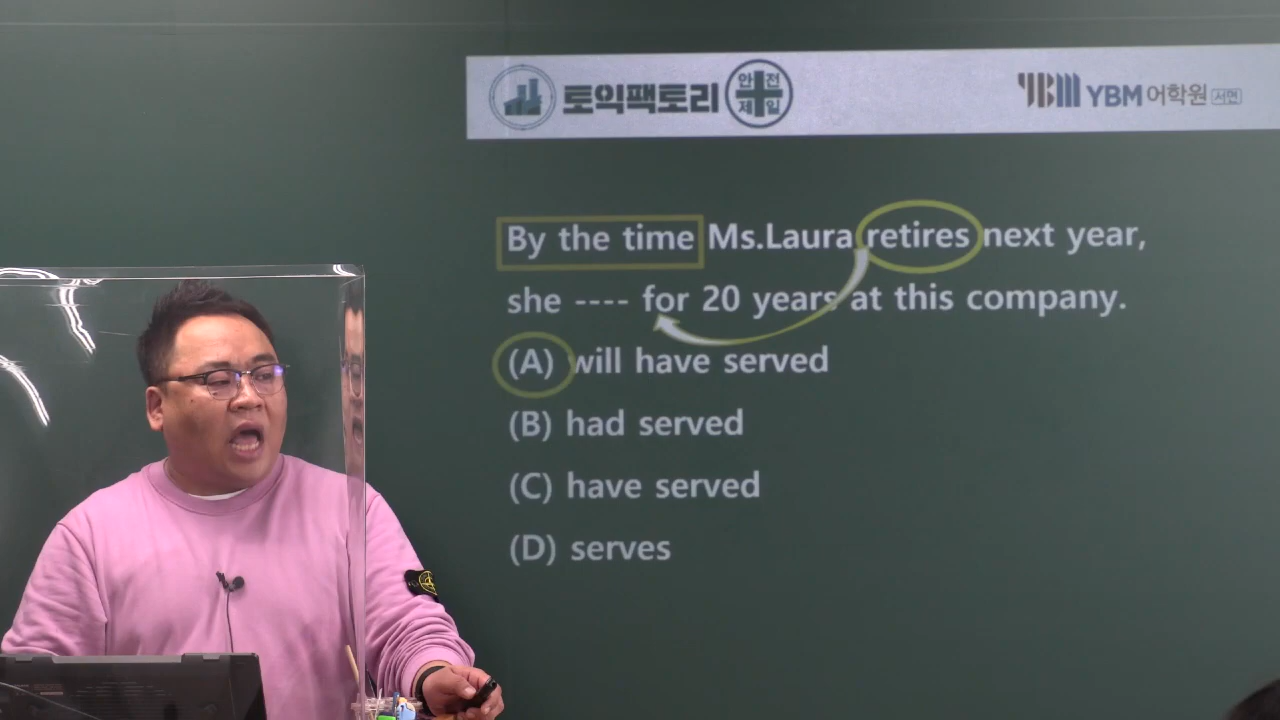 토익팩토리 안전제일
YBM YBM 어학원 서면
By the time Ms.Laura retires next year,
she ---- for 20 years at this company.
(A) will have served
(B) had served
(C) have served
(D) serves